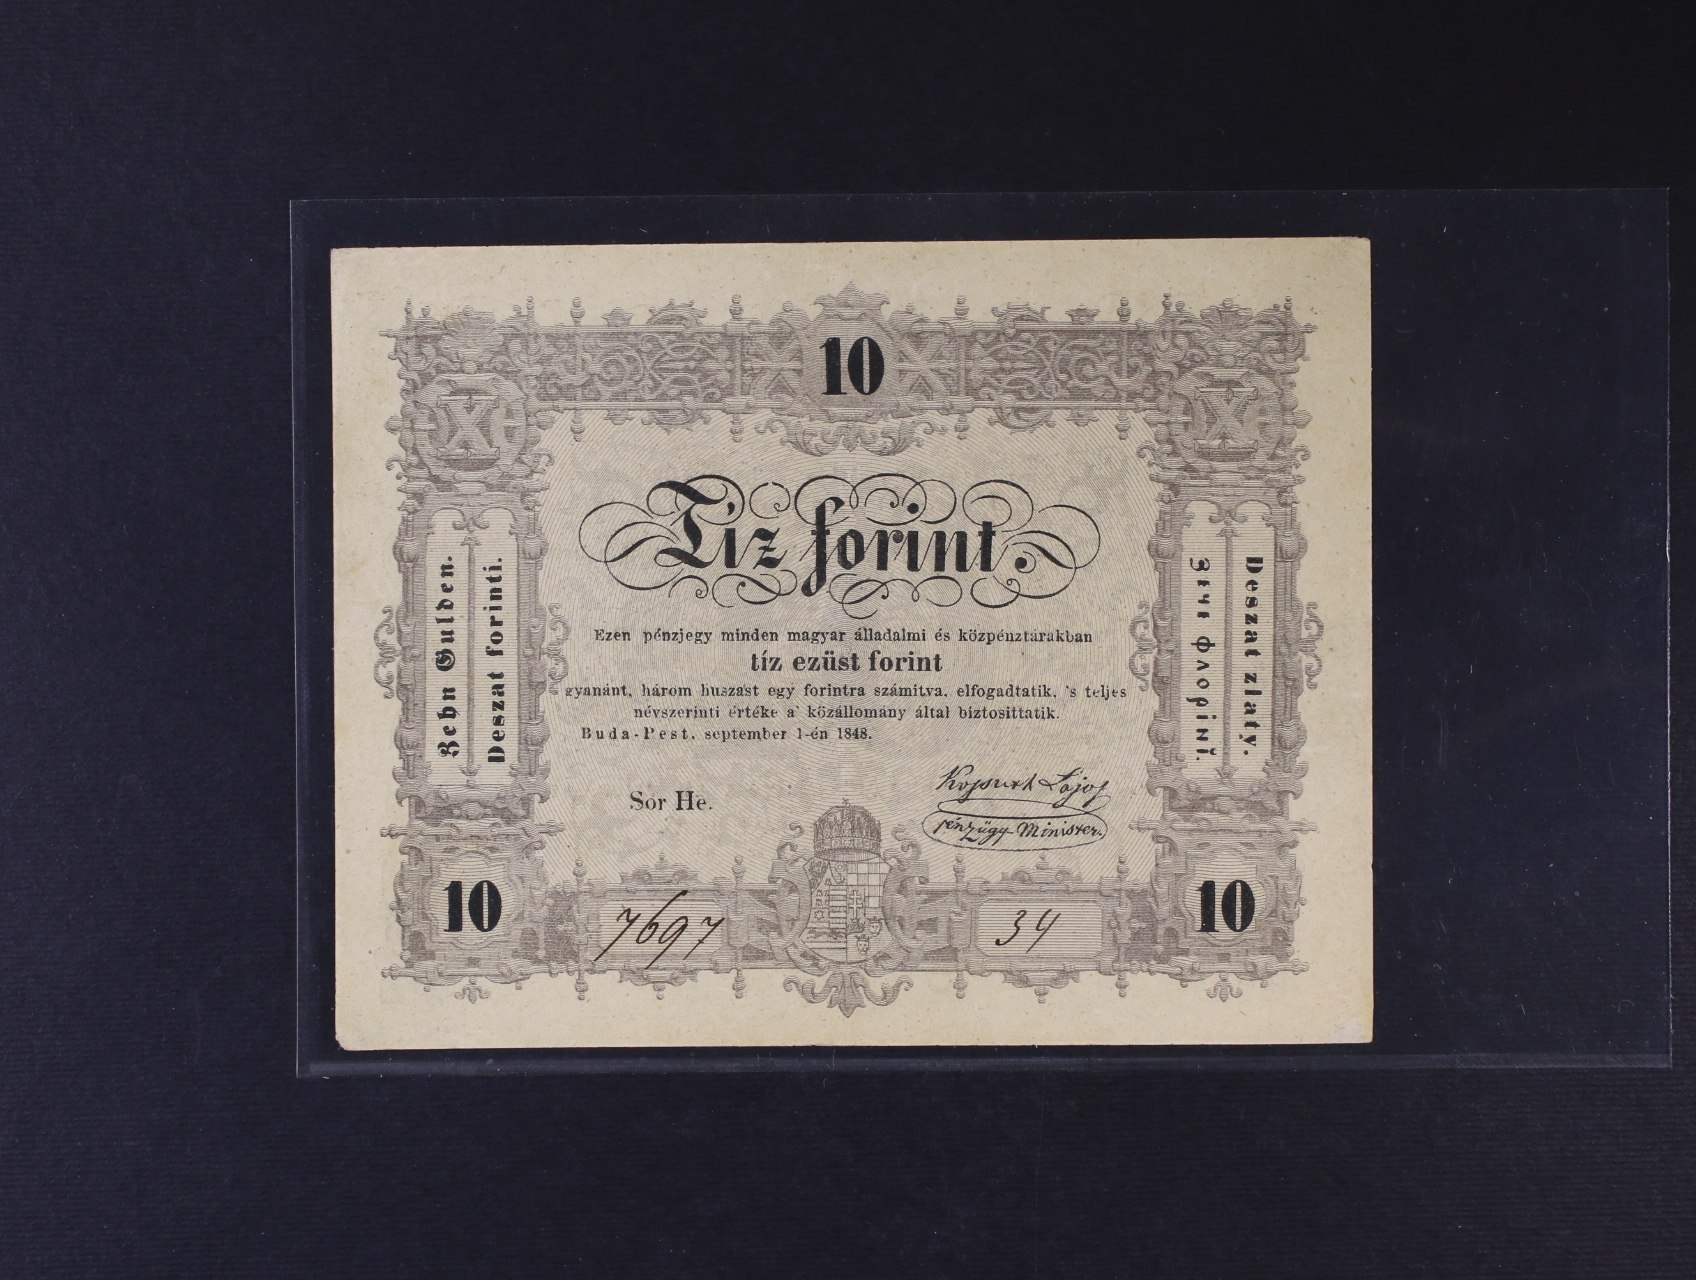 10
X
X
Tíz forint.
Ezen pénzjegy minden magyar álladalmi és közpénztárakban
tíz ezüst forint
gyanánt, három huszast egy forintra számitva, elfogadtatik, 's teljes
névszerinti értéke a' közállomány által biztosittatik.
Buda-Pest, september 1-én 1848.
Zehn Gulden.
Deszat forinti.
Deszat zlaty.
Sor He.
Kossuth Lajos
pénzügy Minister.
10
7697
34
10